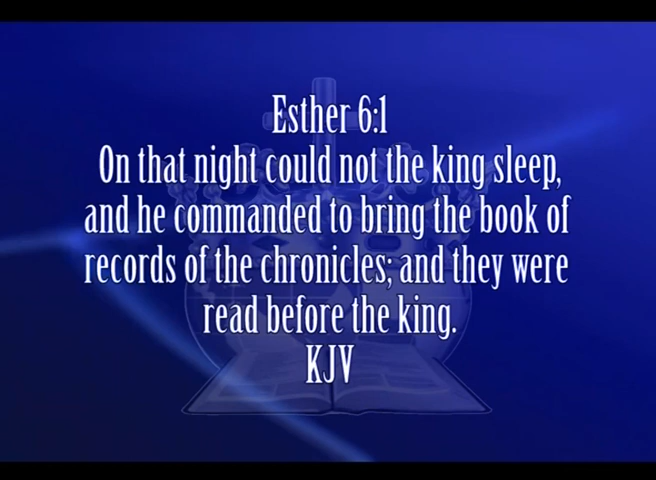 Esther 6:1
On that night could not the king sleep,
and he commanded to bring the book of
records of the chronicles; and they were
read before the king.
KJV